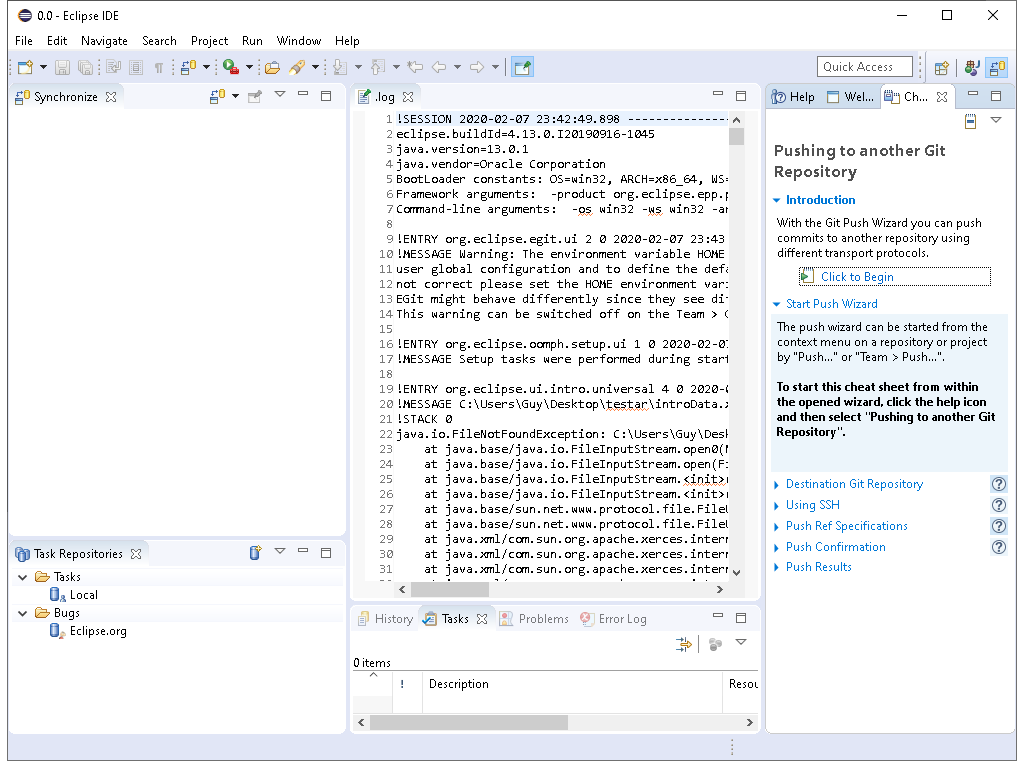 0.0 - Eclipse IDE
File Edit Navigate Search Project Run Window Help
Quick Access
Synchronize
.log
1 !SESSION 2020-02-07 23:42:49.898 ---------------
2 eclipse.buildId=4.13.0.I20190916-1045
3 java.version=13.0.1
4 java.vendor=Oracle Corporation
5 BootLoader constants: OS=win32, ARCH=x86_64, WS=
6 Framework arguments:  -product org.eclipse.epp.p
7 Command-line arguments:  -os win32 -ws win32 -ar
8
9 !ENTRY org.eclipse.egit.ui 2 0 2020-02-07 23:43
10 !MESSAGE Warning: The environment variable HOME
11 user global configuration and to define the defa
12 not correct please set the HOME environment vari
13 EGit might behave differently since they see dif
14 This warning can be switched off on the Team > G
15
16 !ENTRY org.eclipse.oomph.setup.ui 1 0 2020-02-07
17 !MESSAGE Setup tasks were performed during start
18
19 !ENTRY org.eclipse.ui.intro.universal 4 0 2020-0
20 !MESSAGE C:\Users\Guy\Desktop\testar\introData.x
21 !STACK 0
22 java.io.FileNotFoundException: C:\Users\Guy\Desk
23 at java.base/java.io.FileInputStream.open0(N
24 at java.base/java.io.FileInputStream.open(Fi
25 at java.base/java.io.FileInputStream.<init>(
26 at java.base/java.io.FileInputStream.<init>(
27 at java.base/sun.net.www.protocol.file.FileU
28 at java.base/sun.net.www.protocol.file.FileU
29 at java.xml/com.sun.org.apache.xerces.intern
30 at java.xml/com.sun.org.apache.xerces.intern
31 at java.xml/com.sun.org.apache.xerces.intern
Help Wel... Ch...
Pushing to another Git
Repository
Introduction
With the Git Push Wizard you can push
commits to another repository using
different transport protocols.
Click to Begin
Start Push Wizard
The push wizard can be started from the
context menu on a repository or project
by "Push..." or "Team > Push...".
To start this cheat sheet from within
the opened wizard, click the help icon
and then select "Pushing to another Git
Repository".
Destination Git Repository
Using SSH
Push Ref Specifications
Push Confirmation
Push Results
Task Repositories
Tasks
Local
Bugs
Eclipse.org
History Tasks Problems Error Log
0 items
! Description Resou